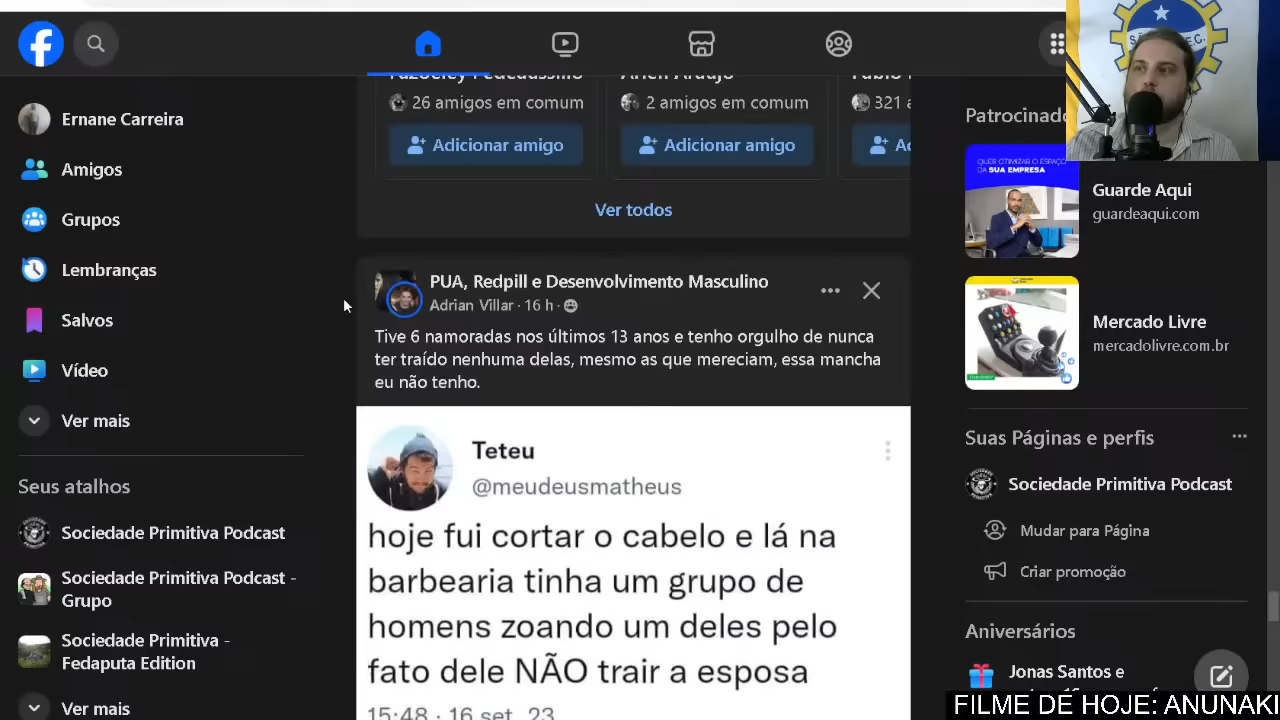 26 amigos em comum
2 amigos em comum
321
Adicionar amigo
Adicionar amigo
Ver todos
Ernane Carreira
Amigos
Grupos
Lembranças
Salvos
Vídeo
Ver mais
Seus atalhos
Sociedade Primitiva Podcast
Sociedade Primitiva Podcast -
Grupo
Sociedade Primitiva -
Fedaputa Edition
Ver mais
PUA, Redpill e Desenvolvimento Masculino
Adrian Villar · 16 h ·
Tive 6 namoradas nos últimos 13 anos e tenho orgulho de nunca
ter traído nenhuma delas, mesmo as que mereciam, essa mancha
eu não tenho.
Teteu
@meudeusmatheus
hoje fui cortar o cabelo e lá na
barbearia tinha um grupo de
homens zoando um deles pelo
fato dele NÃO trair a esposa
15:48 · 16 set. 23
Patrocinado
QUER OTIMIZAR O ESPAÇO
DA SUA EMPRESA
Guarde Aqui
guardeaqui.com
Mercado Livre
mercadolivre.com.br
Suas Páginas e perfis
Sociedade Primitiva Podcast
Mudar para Página
Criar promoção
Aniversários
Jonas Santos e
FILME DE HOJE: ANUNAKI